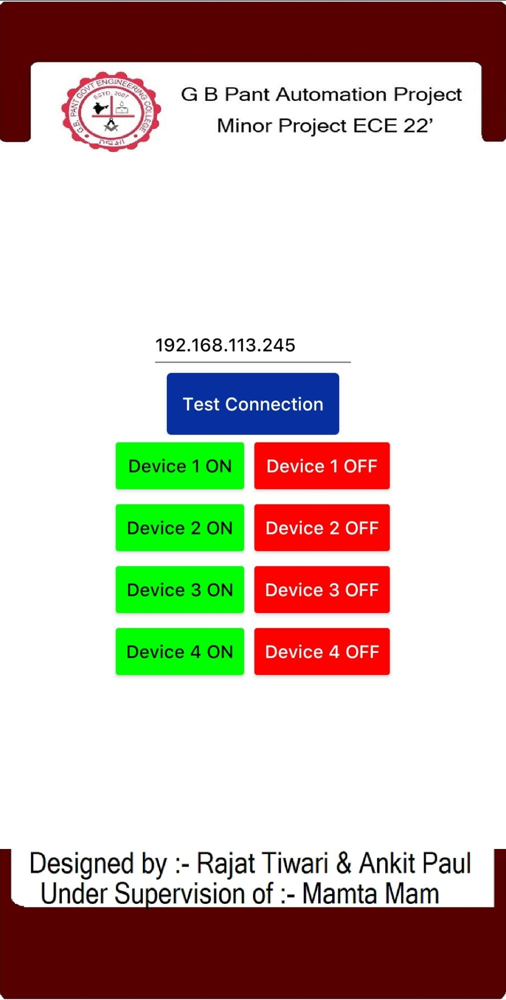 G.B. PANT GOVT ENGINEERING COLLEGE
ESTD. 2007
DELHI
G B Pant Automation Project
Minor Project ECE 22’
192.168.113.245
Test Connection
Device 1 ON Device 1 OFF
Device 2 ON Device 2 OFF
Device 3 ON Device 3 OFF
Device 4 ON Device 4 OFF
Designed by :- Rajat Tiwari & Ankit Paul
Under Supervision of :- Mamta Mam